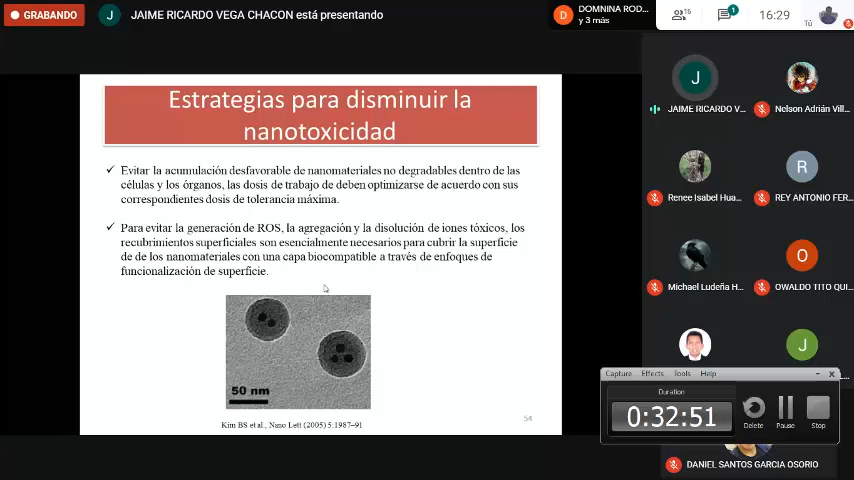 GRABANDO
J
JAIME RICARDO VEGA CHACON está presentando
D
DOMNINA ROD...
y 3 más
16
1
16:29
Tú
Estrategias para disminuir la
nanotoxicidad
✓ Evitar la acumulación desfavorable de nanomateriales no degradables dentro de las
células y los órganos, las dosis de trabajo de deben optimizarse de acuerdo con sus
correspondientes dosis de tolerancia máxima.
✓ Para evitar la generación de ROS, la agregación y la disolución de iones tóxicos, los
recubrimientos superficiales son esencialmente necesarios para cubrir la superficie
de de los nanomateriales con una capa biocompatible a través de enfoques de
funcionalización de superficie.
50 nm
Kim BS et al., Nano Lett (2005) 5:1987–91
54
J
JAIME RICARDO V...
Nelson Adrián Vill...
Renee Isabel Hua...
R
REY ANTONIO FER...
Michael Ludeña H...
O
OWALDO TITO QUI...
J
Capture Effects Tools Help
Duration
0:32:51
Delete
Pause
Stop
DANIEL SANTOS GARCIA OSORIO